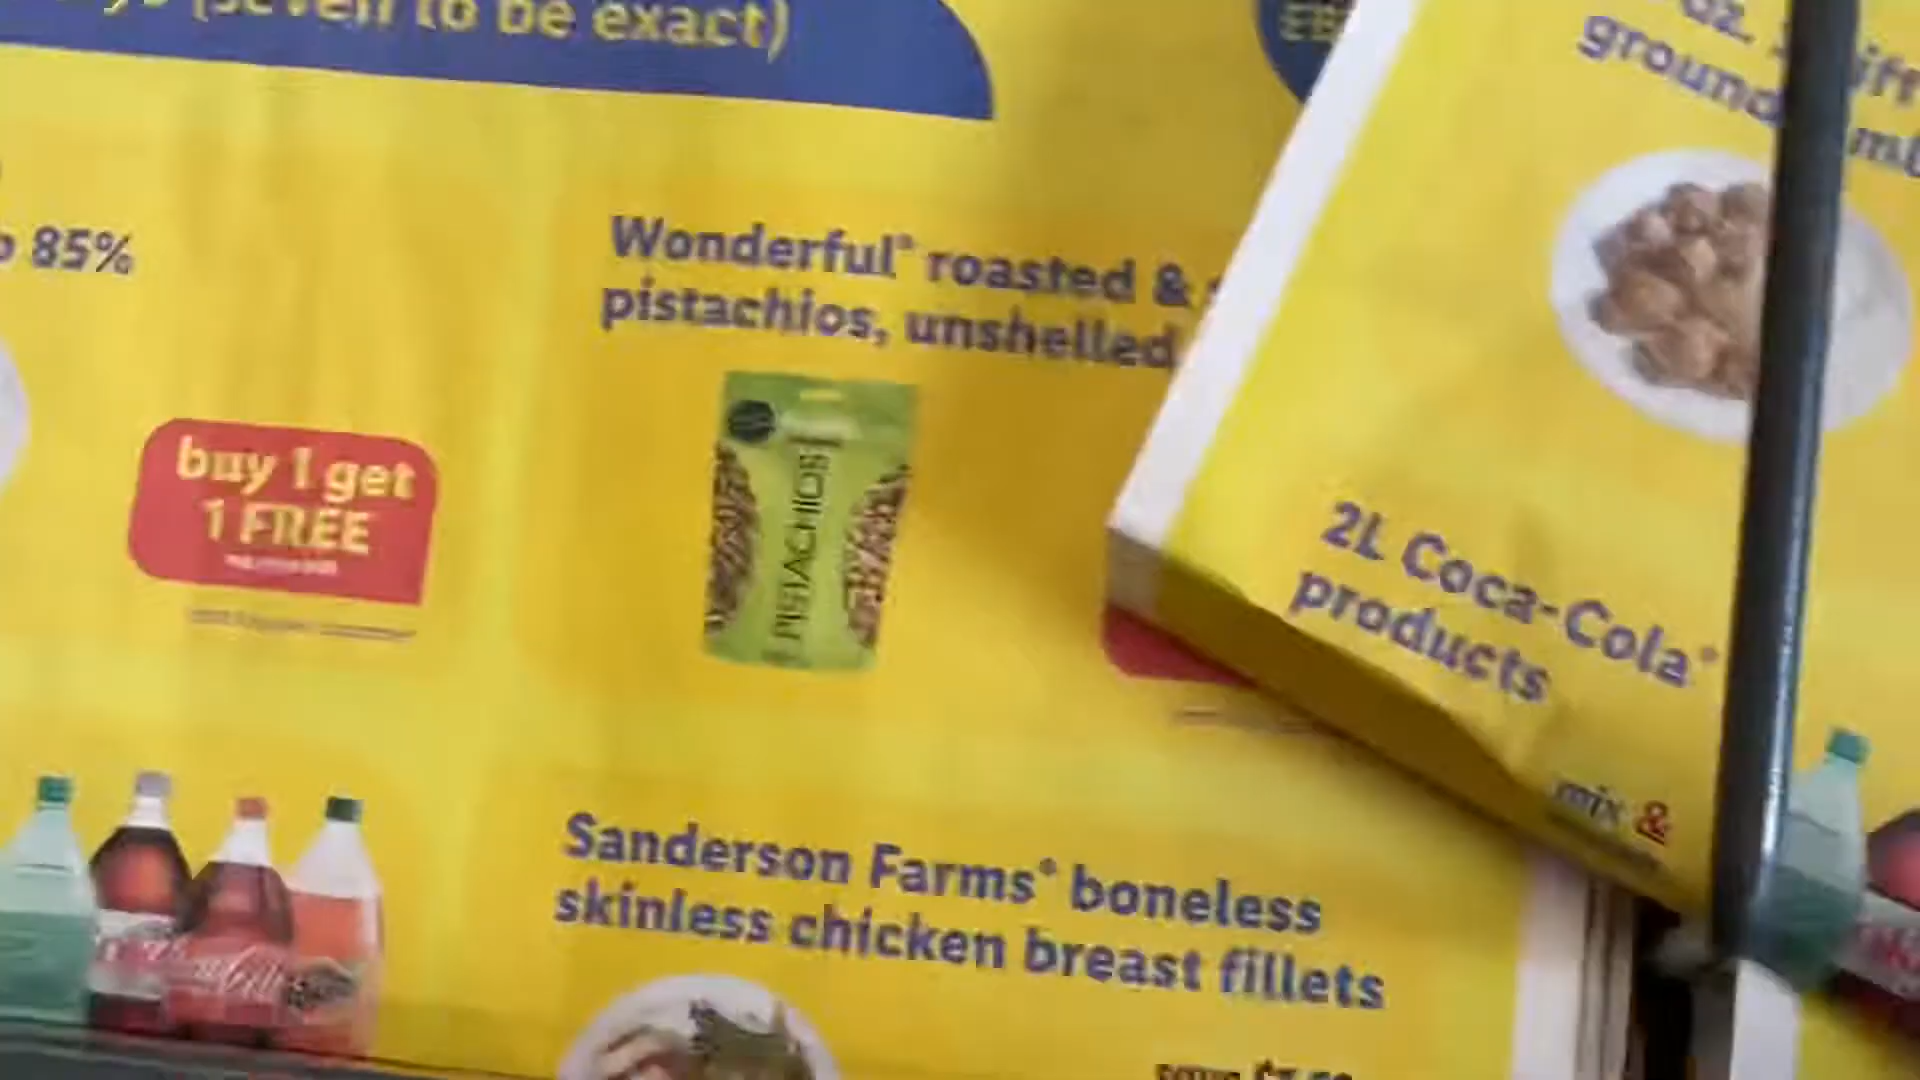 to be exact)
85%
buy 1 get
1 FREE
Wonderful® roasted &
pistachios, unshelled
PISTACHIOS
Sanderson Farms® boneless
skinless chicken breast fillets
oz.
ground
2L Coca-Cola®
products
mix &